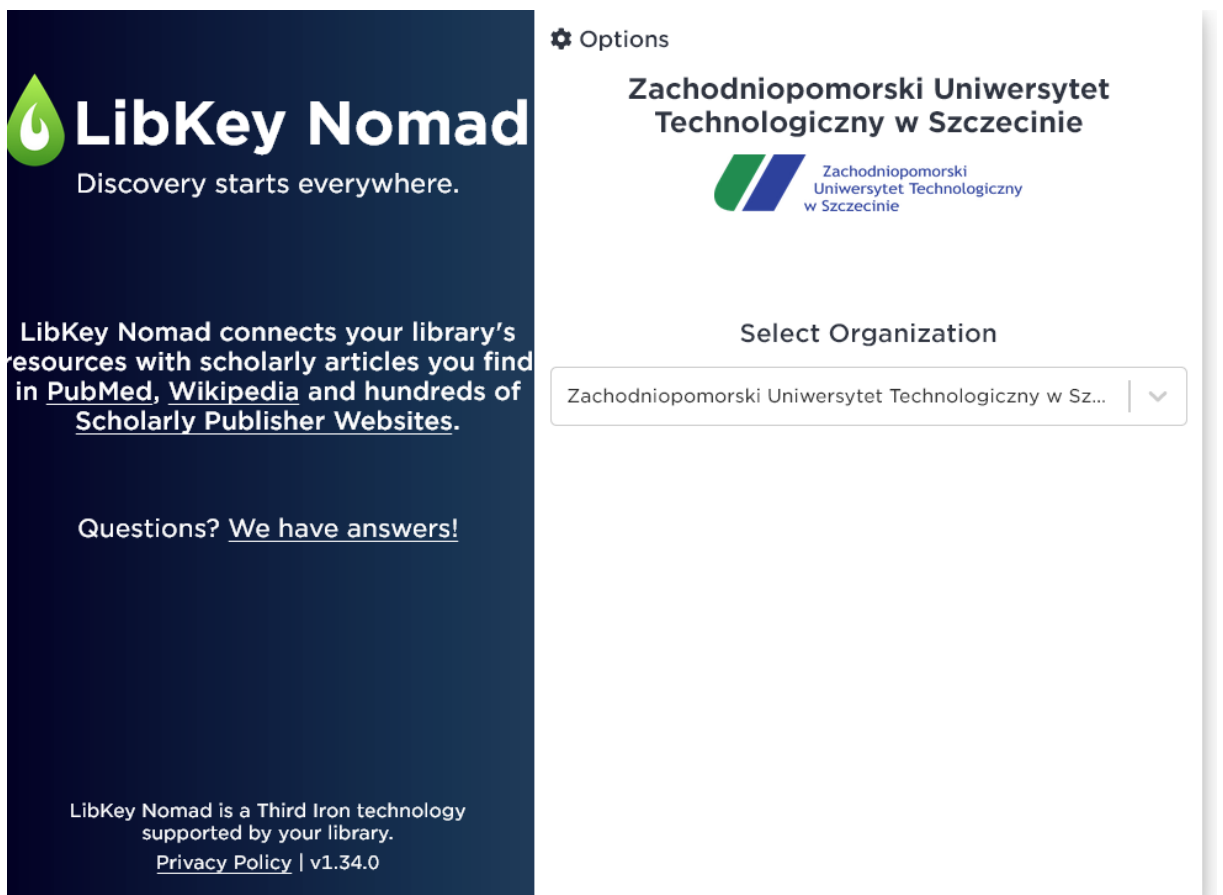 LibKey Nomad
Discovery starts everywhere.
LibKey Nomad connects your library's
resources with scholarly articles you find
in PubMed, Wikipedia and hundreds of
Scholarly Publisher Websites.
Questions? We have answers!
LibKey Nomad is a Third Iron technology
supported by your library.
Privacy Policy | v1.34.0
Options
Zachodniopomorski Uniwersytet
Technologiczny w Szczecinie
Zachodniopomorski
Uniwersytet Technologiczny
w Szczecinie
Select Organization
Zachodniopomorski Uniwersytet Technologiczny w Sz...